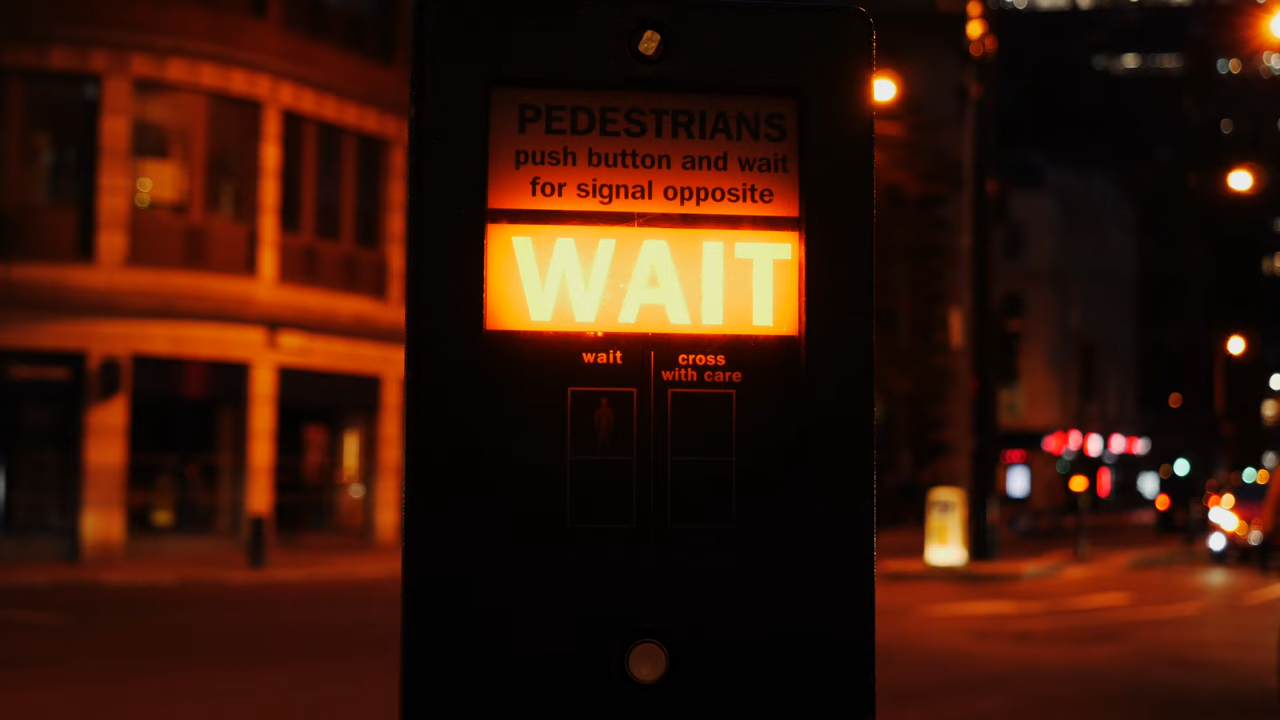 PEDESTRIANS
push button and wait
for signal opposite
WAIT
wait
cross
with care